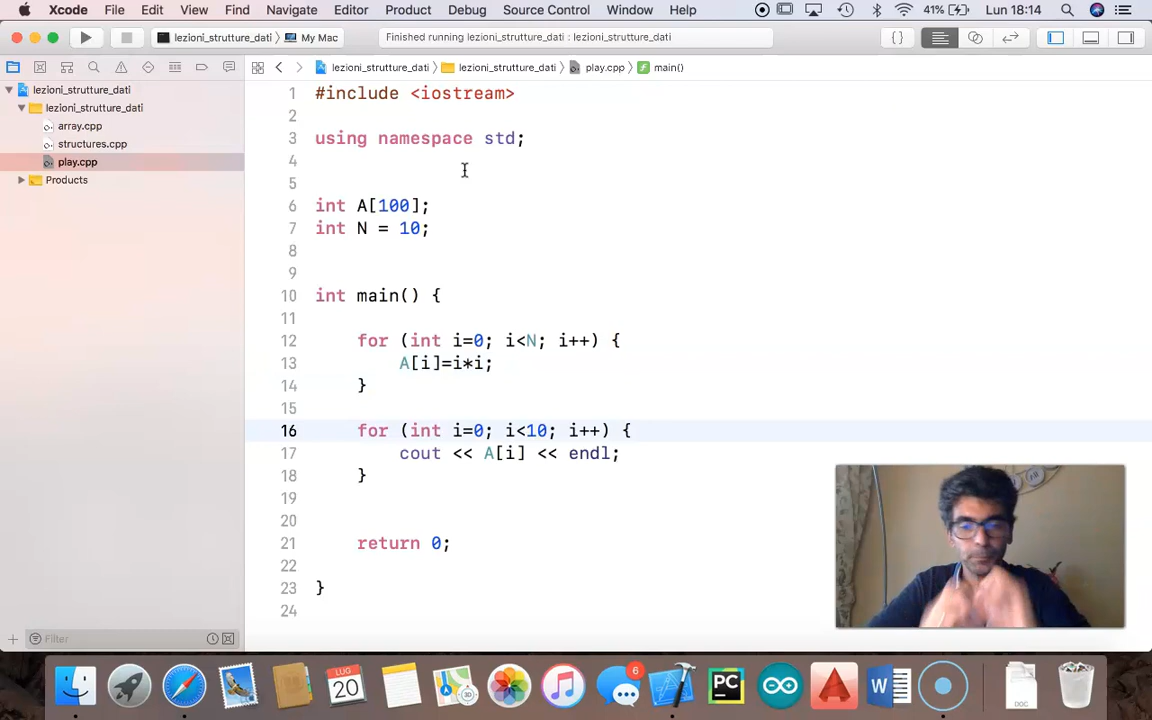 Xcode File Edit View Find Navigate Editor Product Debug Source Control Window Help 41% Lun 18:14
lezioni_strutture_dati My Mac Finished running lezioni_strutture_dati : lezioni_strutture_dati { }
lezioni_strutture_dati lezioni_strutture_dati play.cpp main()
lezioni_strutture_dati
lezioni_strutture_dati
array.cpp
structures.cpp
play.cpp
Products
1 #include <iostream>
2
3 using namespace std;
4
5
6 int A[100];
7 int N = 10;
8
9
10 int main() {
11
12 for (int i=0; i<N; i++) {
13 A[i]=i*i;
14 }
15
16 for (int i=0; i<10; i++) {
17 cout << A[i] << endl;
18 }
19
20
21 return 0;
22
23 }
24
Filter
LUG
20
3D
6
PC
W
DOC